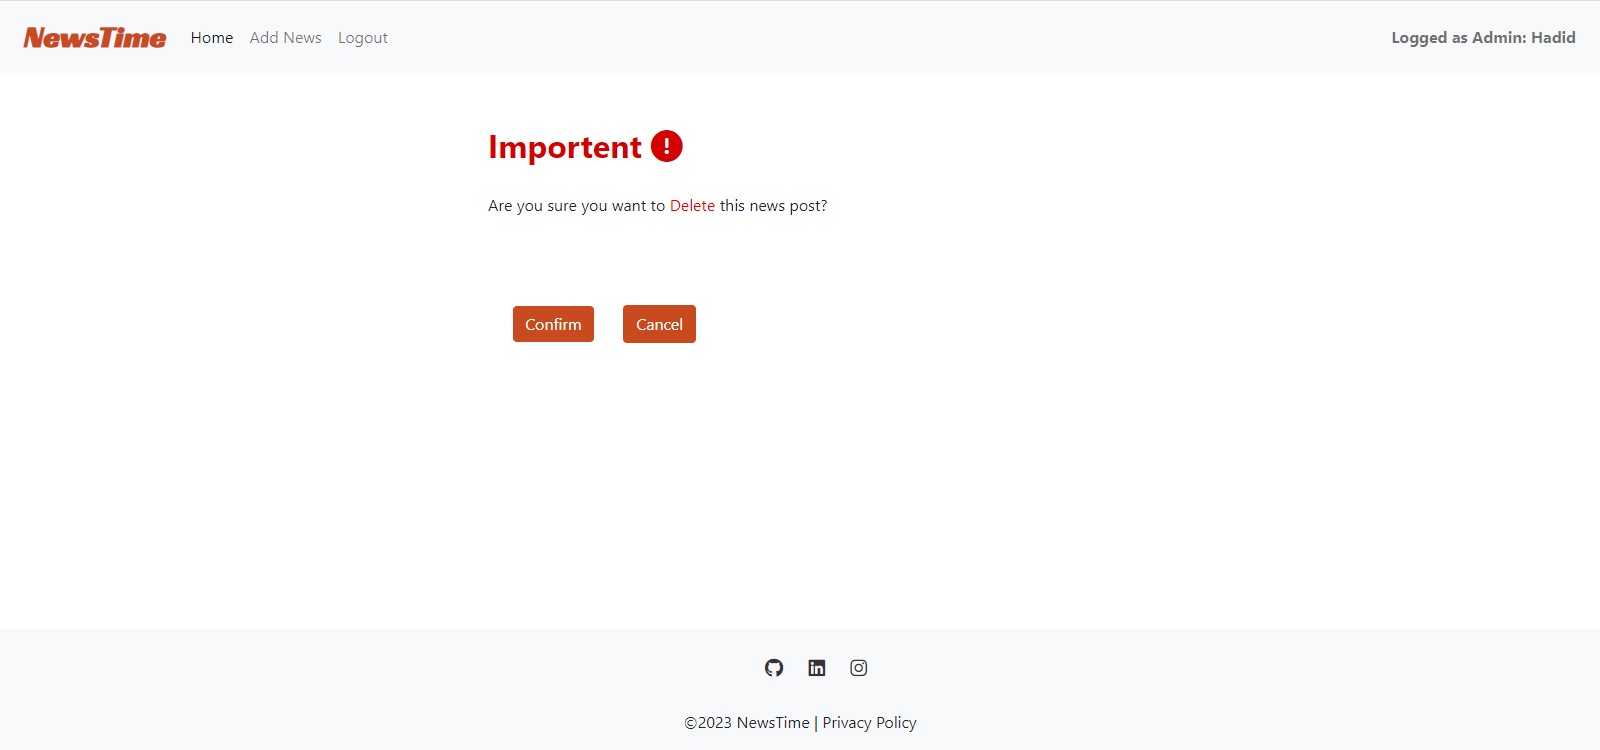 NewsTime Home Add News Logout Logged as Admin: Hadid
Importent !
Are you sure you want to Delete this news post?
Confirm Cancel
©2023 NewsTime | Privacy Policy